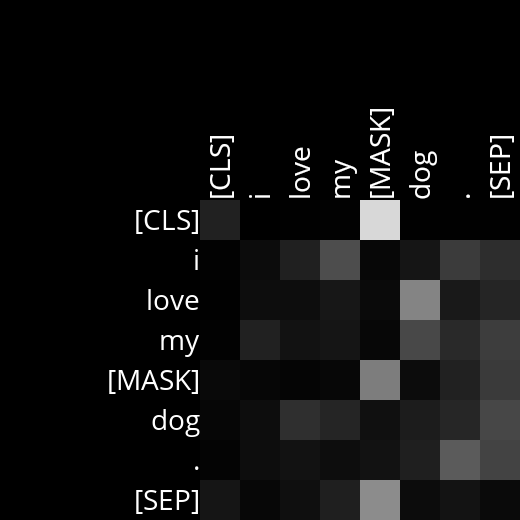 [CLS] i love my [MASK] dog . [SEP]
[CLS]
i
love
my
[MASK]
dog
.
[SEP]